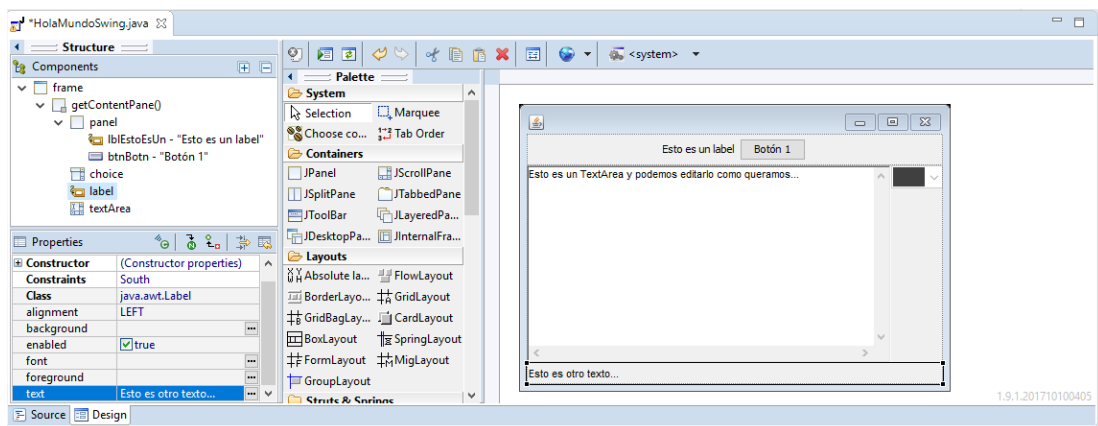 *HolaMundoSwing.java
Structure
Components
frame
getContentPane()
panel
lblEstoEsUn - "Esto es un label"
btnBotn - "Botón 1"
choice
label
textArea
Properties
Constructor (Constructor properties)
Constraints South
Class java.awt.Label
alignment LEFT
background
enabled true
font
foreground
text Esto es otro texto...
Source Design
<system>
Palette
System
Selection Marquee
Choose co... Tab Order
Containers
JPanel JScrollPane
JSplitPane JTabbedPane
JToolBar JLayeredPa...
JDesktopPa... JInternalFra...
Layouts
Absolute la... FlowLayout
BorderLayo... GridLayout
GridBagLay... CardLayout
BoxLayout SpringLayout
FormLayout MigLayout
GroupLayout
Struts & Springs
Esto es un label Botón 1
Esto es un TextArea y podemos editarlo como queramos...
Esto es otro texto...
1.9.1.201710100405